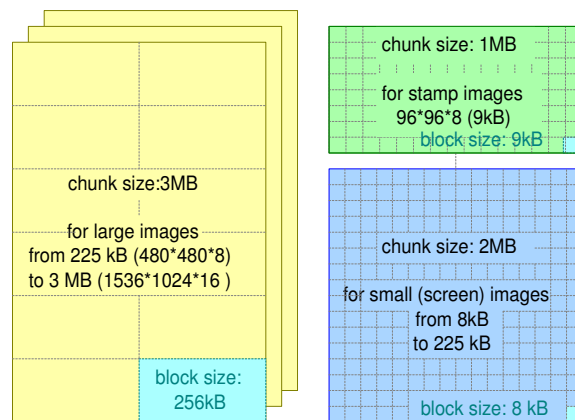 chunk size:3MB
for large images
from 225 kB (480*480*8)
to 3 MB (1536*1024*16 )
block size:
256kB
chunk size: 1MB
for stamp images
96*96*8 (9kB)
block size: 9kB
chunk size: 2MB
for small (screen) images
from 8kB
to 225 kB
block size: 8 kB